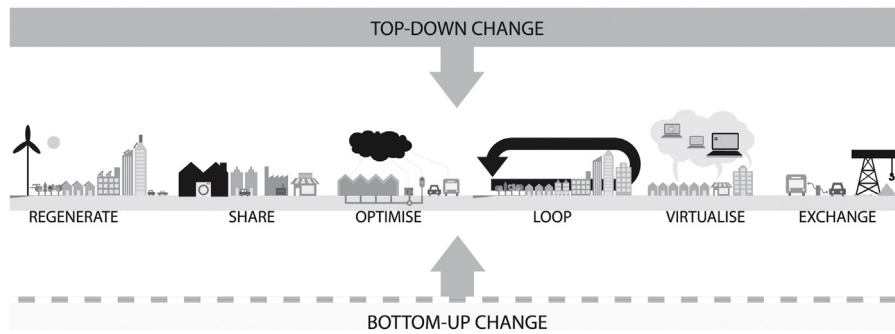 TOP-DOWN CHANGE
REGENERATE SHARE OPTIMISE LOOP VIRTUALISE EXCHANGE
BOTTOM-UP CHANGE